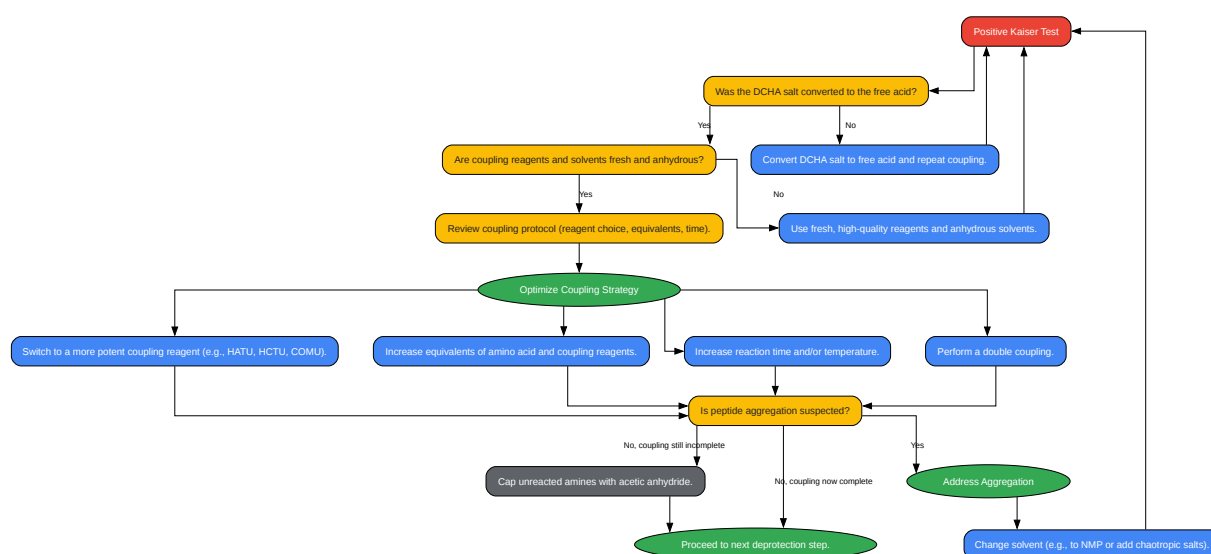 Positive Kaiser Test
Was the DCHA salt converted to the free acid?
Yes
No
Are coupling reagents and solvents fresh and anhydrous?
Convert DCHA salt to free acid and repeat coupling.
Yes
No
Review coupling protocol (reagent choice, equivalents, time).
Use fresh, high-quality reagents and anhydrous solvents.
Optimize Coupling Strategy
Switch to a more potent coupling reagent (e.g., HATU, HCTU, COMU).
Increase equivalents of amino acid and coupling reagents.
Increase reaction time and/or temperature.
Perform a double coupling.
Is peptide aggregation suspected?
No, coupling still incomplete
Yes
Cap unreacted amines with acetic anhydride.
No, coupling now complete
Address Aggregation
Proceed to next deprotection step.
Change solvent (e.g., to NMP or add chaotropic salts).